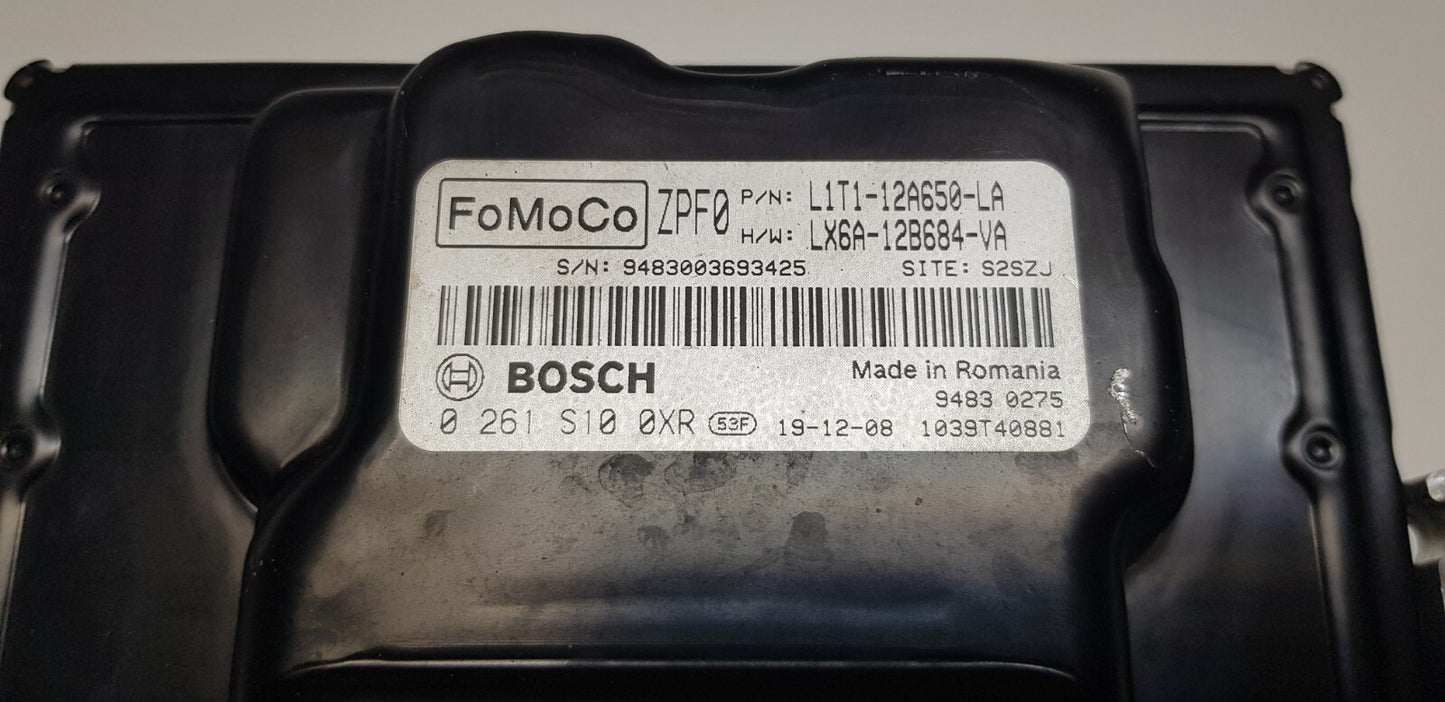 FoMoCo ZPF0 P/N: L1T1-12A650-LA
H/W: LX6A-12B684-VA
S/N: 9483003693425 SITE: S2SZJ
BOSCH Made in Romania
9483 0275
0 261 S10 0XR 53F 19-12-08 1039T40881